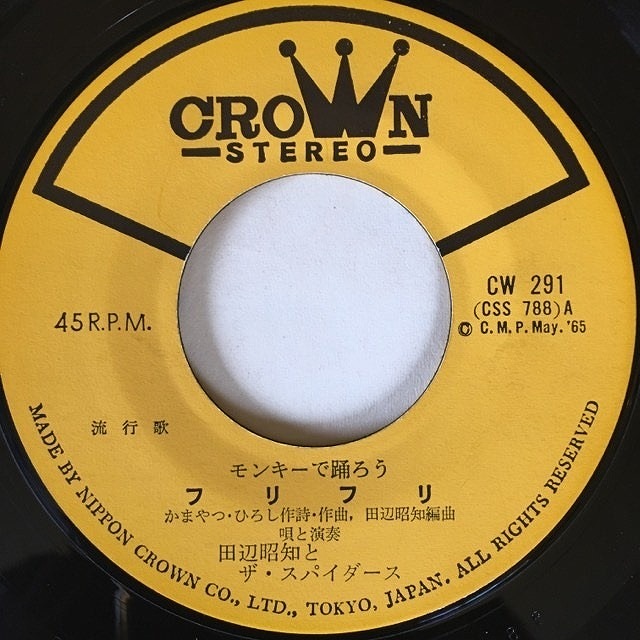 CROWN
STEREO
CW 291
(CSS 788)A
45 R.P.M.
© C.M.P. May. '65
流行歌
モンキーで踊ろう
フリフリ
かまやつ・ひろし作詩・作曲, 田辺昭知編曲
唄と演奏
田辺昭知と
ザ・スパイダース
MADE BY NIPPON CROWN CO., LTD., TOKYO, JAPAN. ALL RIGHTS RESERVED